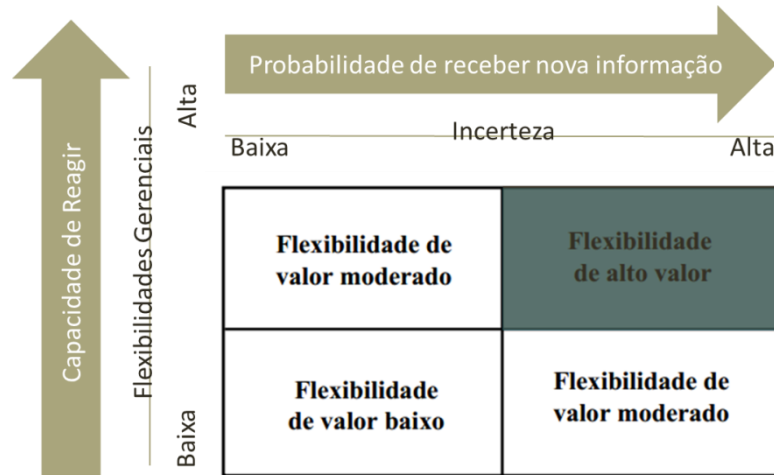 Probabilidade de receber nova informação
Incerteza
Baixa
Alta
Capacidade de Reagir
Flexibilidades Gerenciais
Alta
Baixa
Flexibilidade de
valor moderado
Flexibilidade
de alto valor
Flexibilidade
de valor baixo
Flexibilidade de
valor moderado